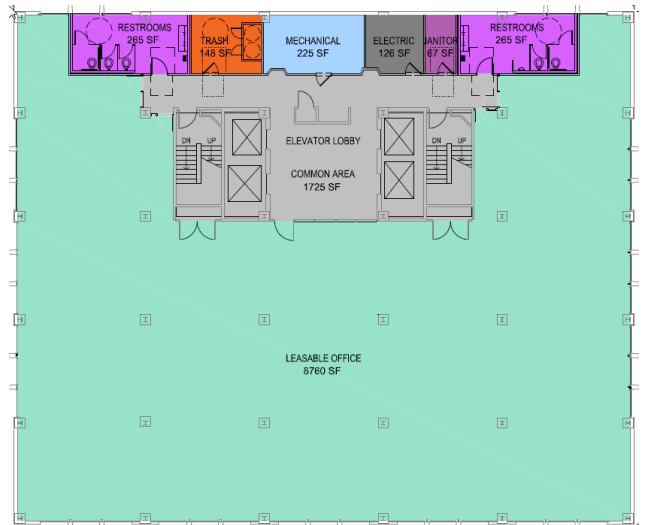 RESTROOMS
265 SF
TRASH
148 SF
MECHANICAL
225 SF
ELECTRIC
126 SF
JANITOR
67 SF
RESTROOMS
265 SF
DN UP
ELEVATOR LOBBY
DN UP
COMMON AREA
1725 SF
LEASABLE OFFICE
8760 SF